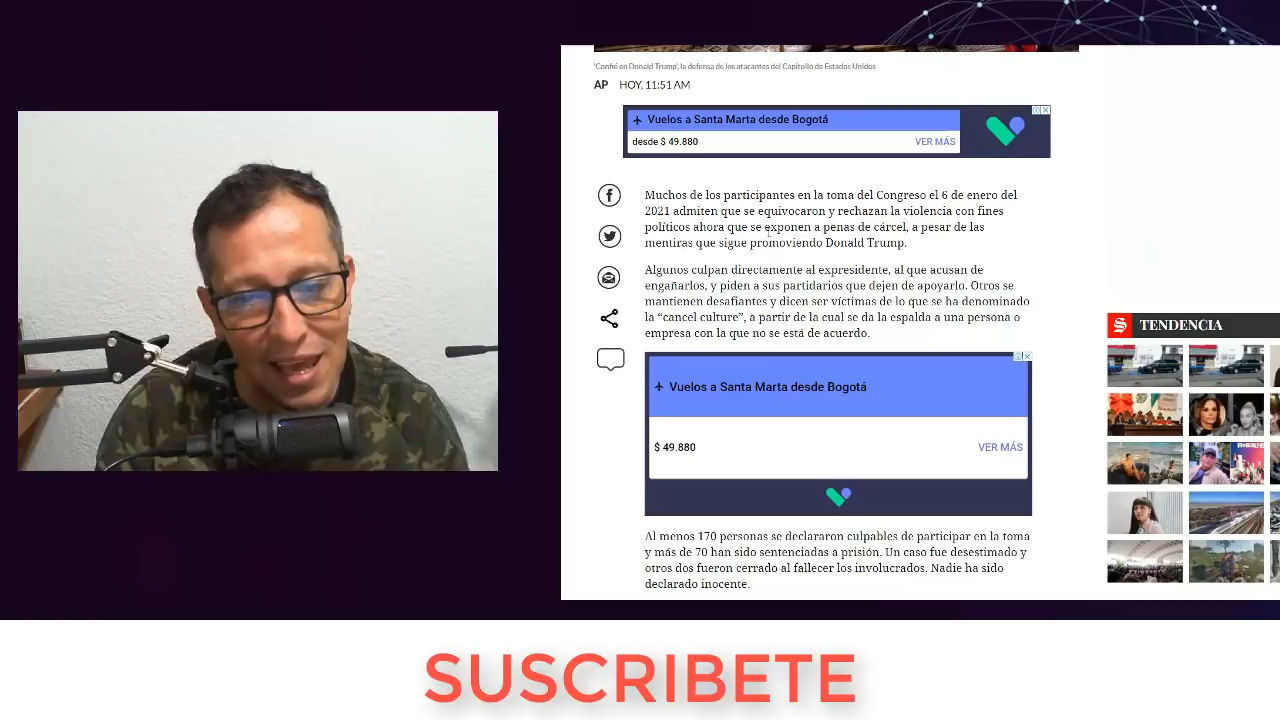 'Confié en Donald Trump', la defensa de los atacantes del Capitolio de Estados Unidos
AP HOY, 11:51 AM
Vuelos a Santa Marta desde Bogotá
desde $ 49.880 VER MÁS
Muchos de los participantes en la toma del Congreso el 6 de enero del
2021 admiten que se equivocaron y rechazan la violencia con fines
políticos ahora que se exponen a penas de cárcel, a pesar de las
mentiras que sigue promoviendo Donald Trump.
Algunos culpan directamente al expresidente, al que acusan de
engañarlos, y piden a sus partidarios que dejen de apoyarlo. Otros se
mantienen desafiantes y dicen ser víctimas de lo que se ha denominado
la “cancel culture”, a partir de la cual se da la espalda a una persona o
empresa con la que no se está de acuerdo.
S TENDENCIA
Vuelos a Santa Marta desde Bogotá
$ 49.880 VER MÁS
Al menos 170 personas se declararon culpables de participar en la toma
y más de 70 han sido sentenciadas a prisión. Un caso fue desestimado y
otros dos fueron cerrado al fallecer los involucrados. Nadie ha sido
declarado inocente.
SUSCRIBETE